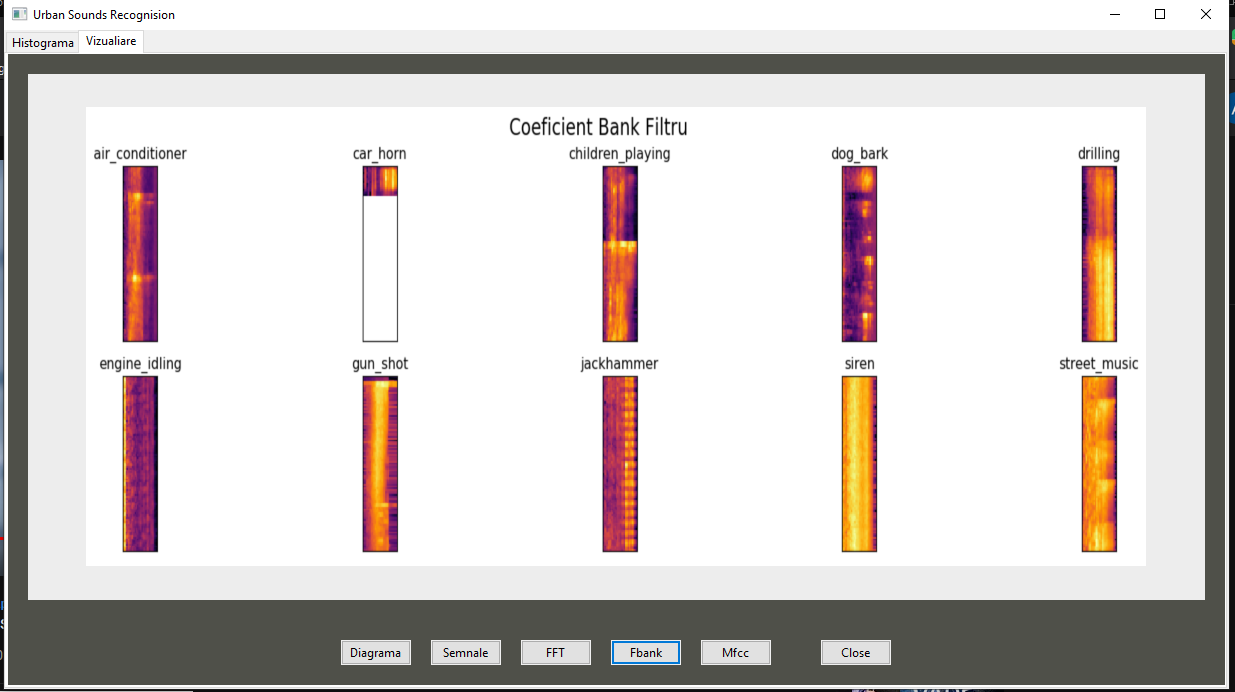 Urban Sounds Recognision
Histograma Vizualiare
Coeficient Bank Filtru
air_conditioner car_horn children_playing dog_bark drilling
engine_idling gun_shot jackhammer siren street_music
Diagrama Semnale FFT Fbank Mfcc Close